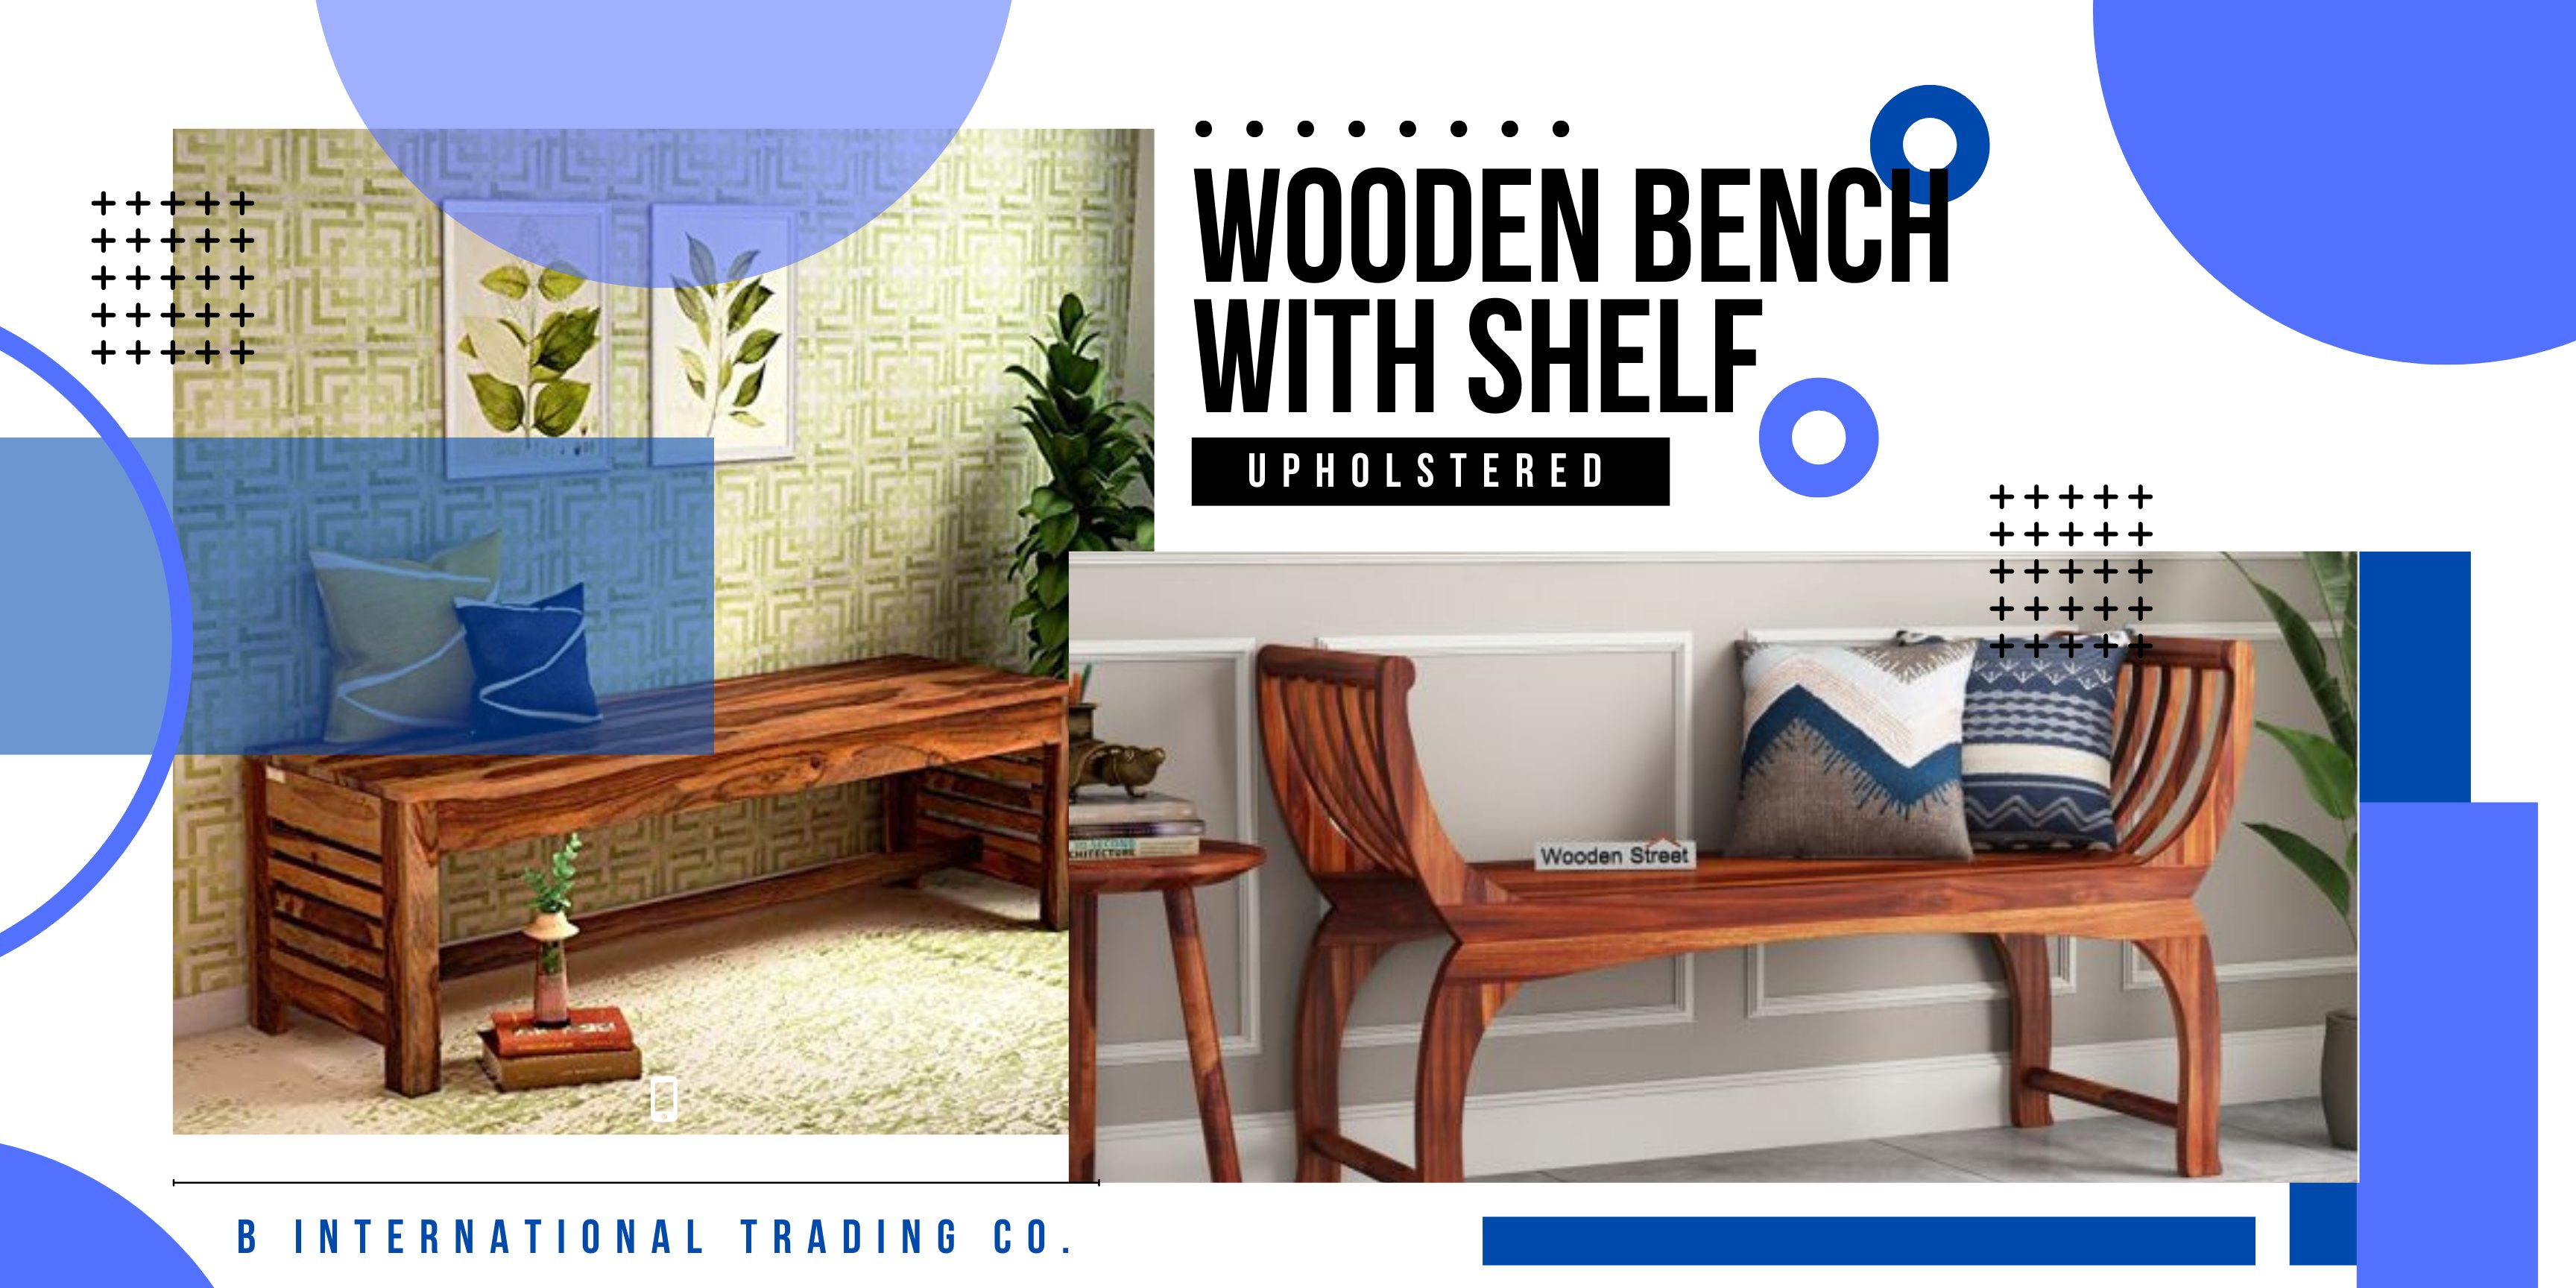 WOODEN BENCH
WITH SHELF
UPHOLSTERED
Wooden Street
B INTERNATIONAL TRADING CO.